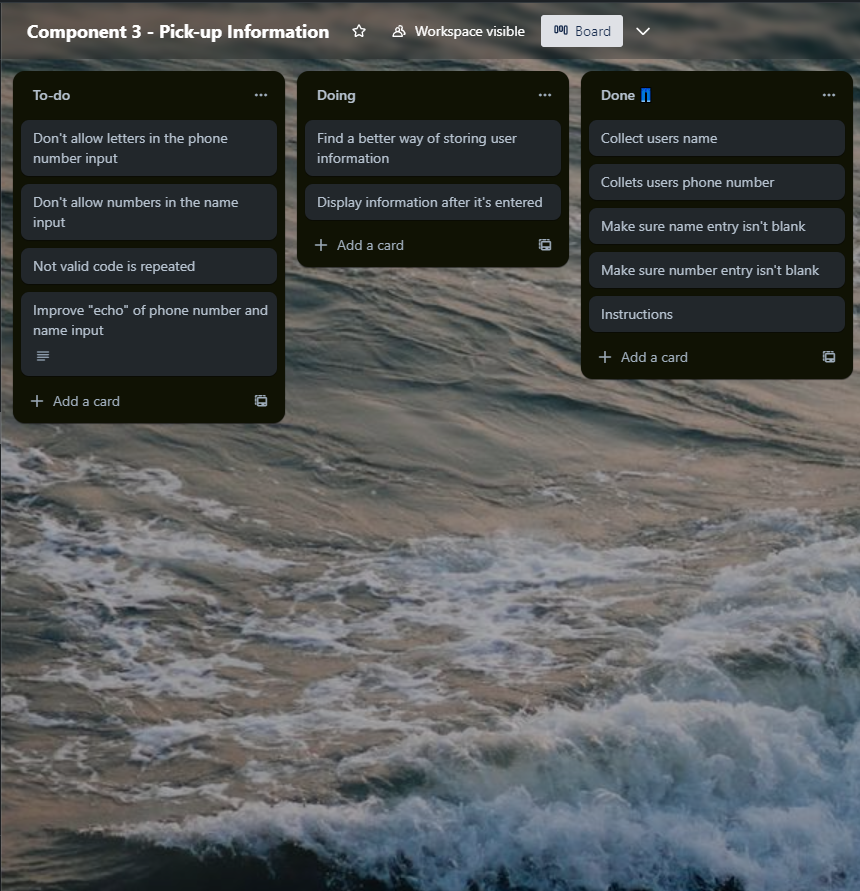 Component 3 - Pick-up Information
Workspace visible
Board
To-do
Don't allow letters in the phone
number input
Don't allow numbers in the name
input
Not valid code is repeated
Improve "echo" of phone number and
name input
Add a card
Doing
Find a better way of storing user
information
Display information after it's entered
Add a card
Done
Collect users name
Collets users phone number
Make sure name entry isn't blank
Make sure number entry isn't blank
Instructions
Add a card